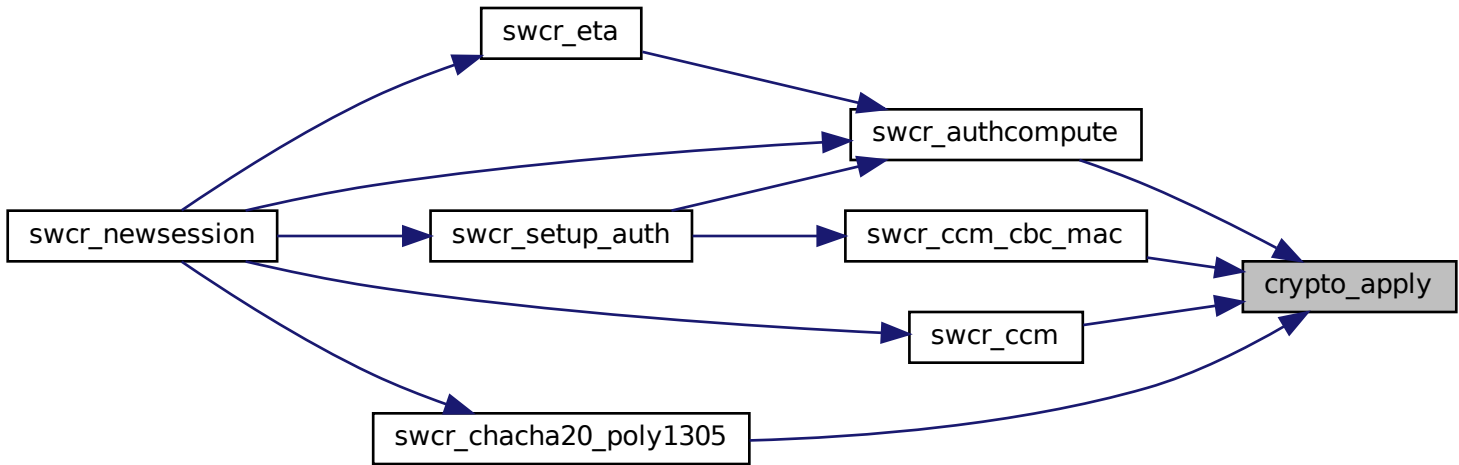 swcr_eta
swcr_authcompute
swcr_newsession
swcr_setup_auth
swcr_ccm_cbc_mac
crypto_apply
swcr_ccm
swcr_chacha20_poly1305